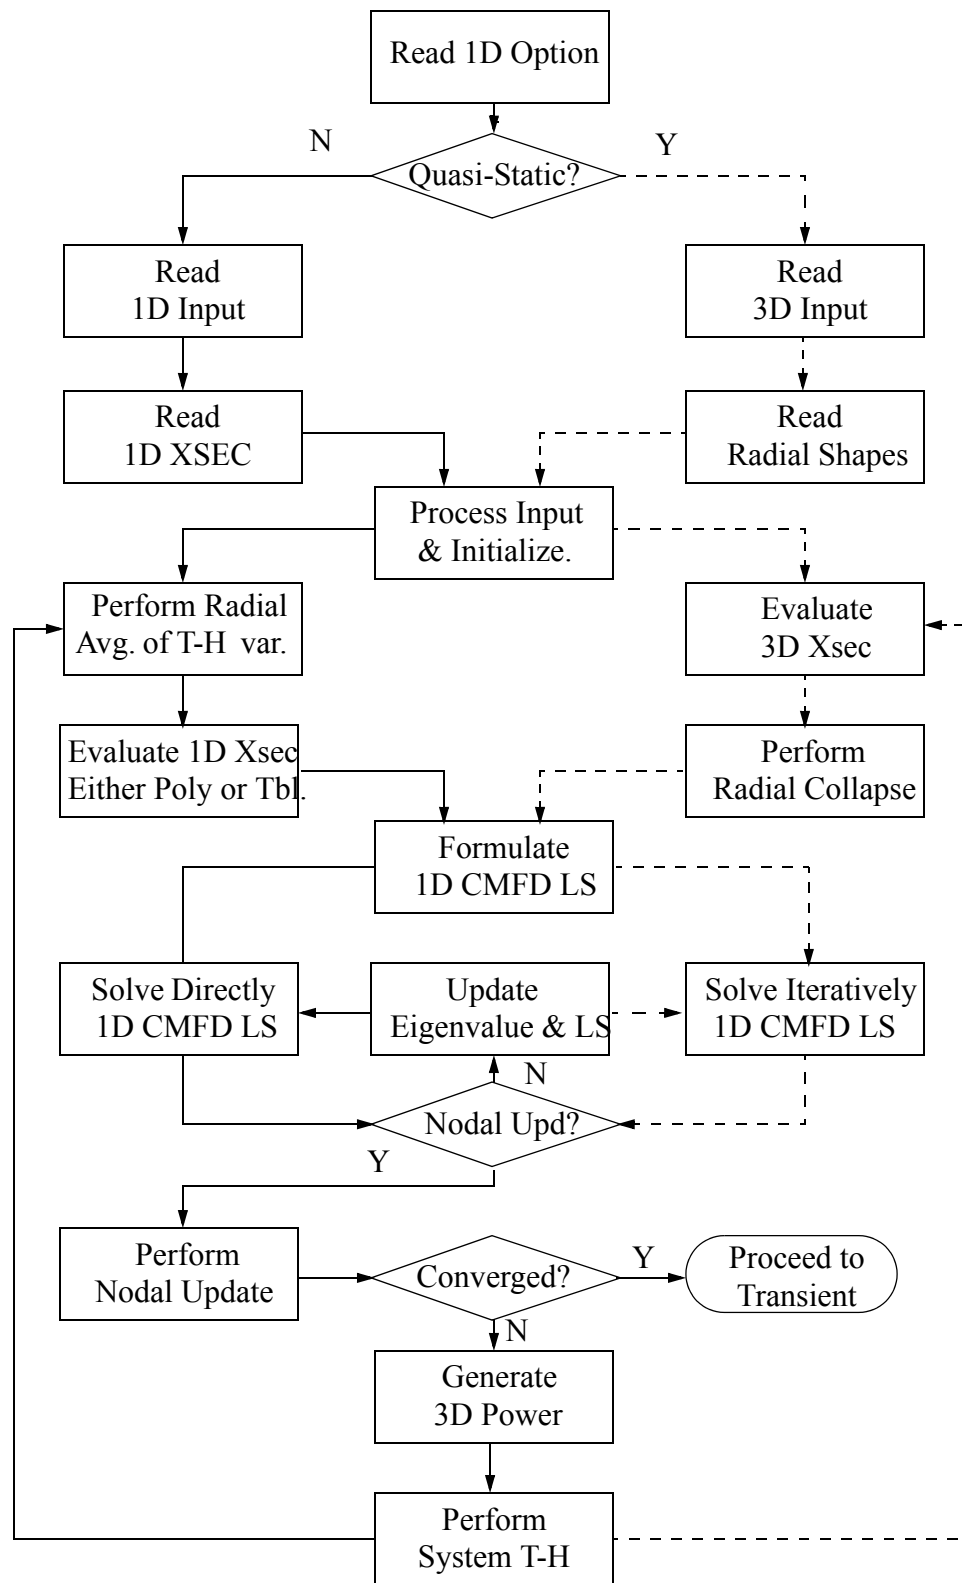 Read 1D Option
N
Y
Quasi-Static?
Read
1D Input
Read
3D Input
Read
1D XSEC
Read
Radial Shapes
Process Input
& Initialize.
Perform Radial
Avg. of T-H var.
Evaluate
3D Xsec
Evaluate 1D Xsec
Either Poly or Tbl.
Perform
Radial Collapse
Formulate
1D CMFD LS
Solve Directly
1D CMFD LS
Update
Eigenvalue & LS
Solve Iteratively
1D CMFD LS
N
Nodal Upd?
Y
Perform
Nodal Update
Converged?
Y
Proceed to
Transient
N
Generate
3D Power
Perform
System T-H